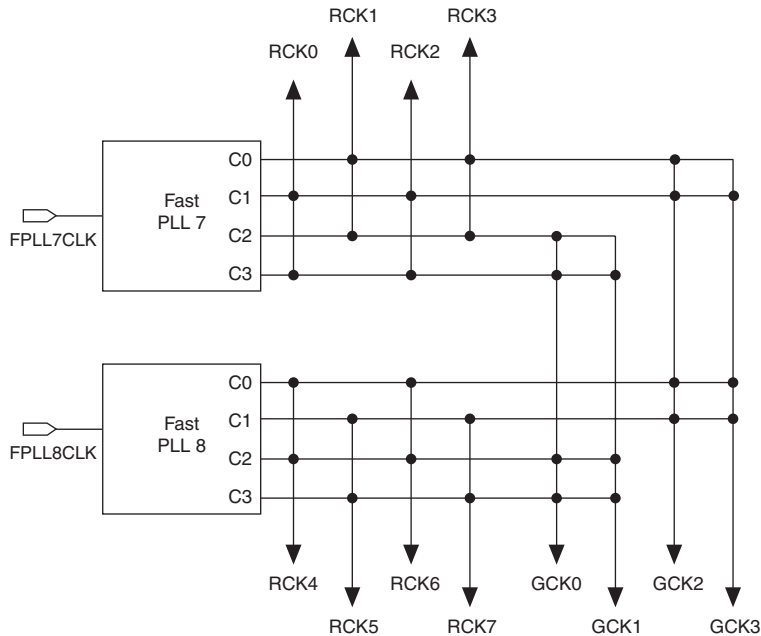 RCK1
RCK3
RCK0
RCK2
C0
C1
Fast
PLL 7
C2
C3
FPLL7CLK
C0
C1
Fast
PLL 8
C2
C3
FPLL8CLK
RCK4
RCK6
GCK0
GCK2
RCK5
RCK7
GCK1
GCK3